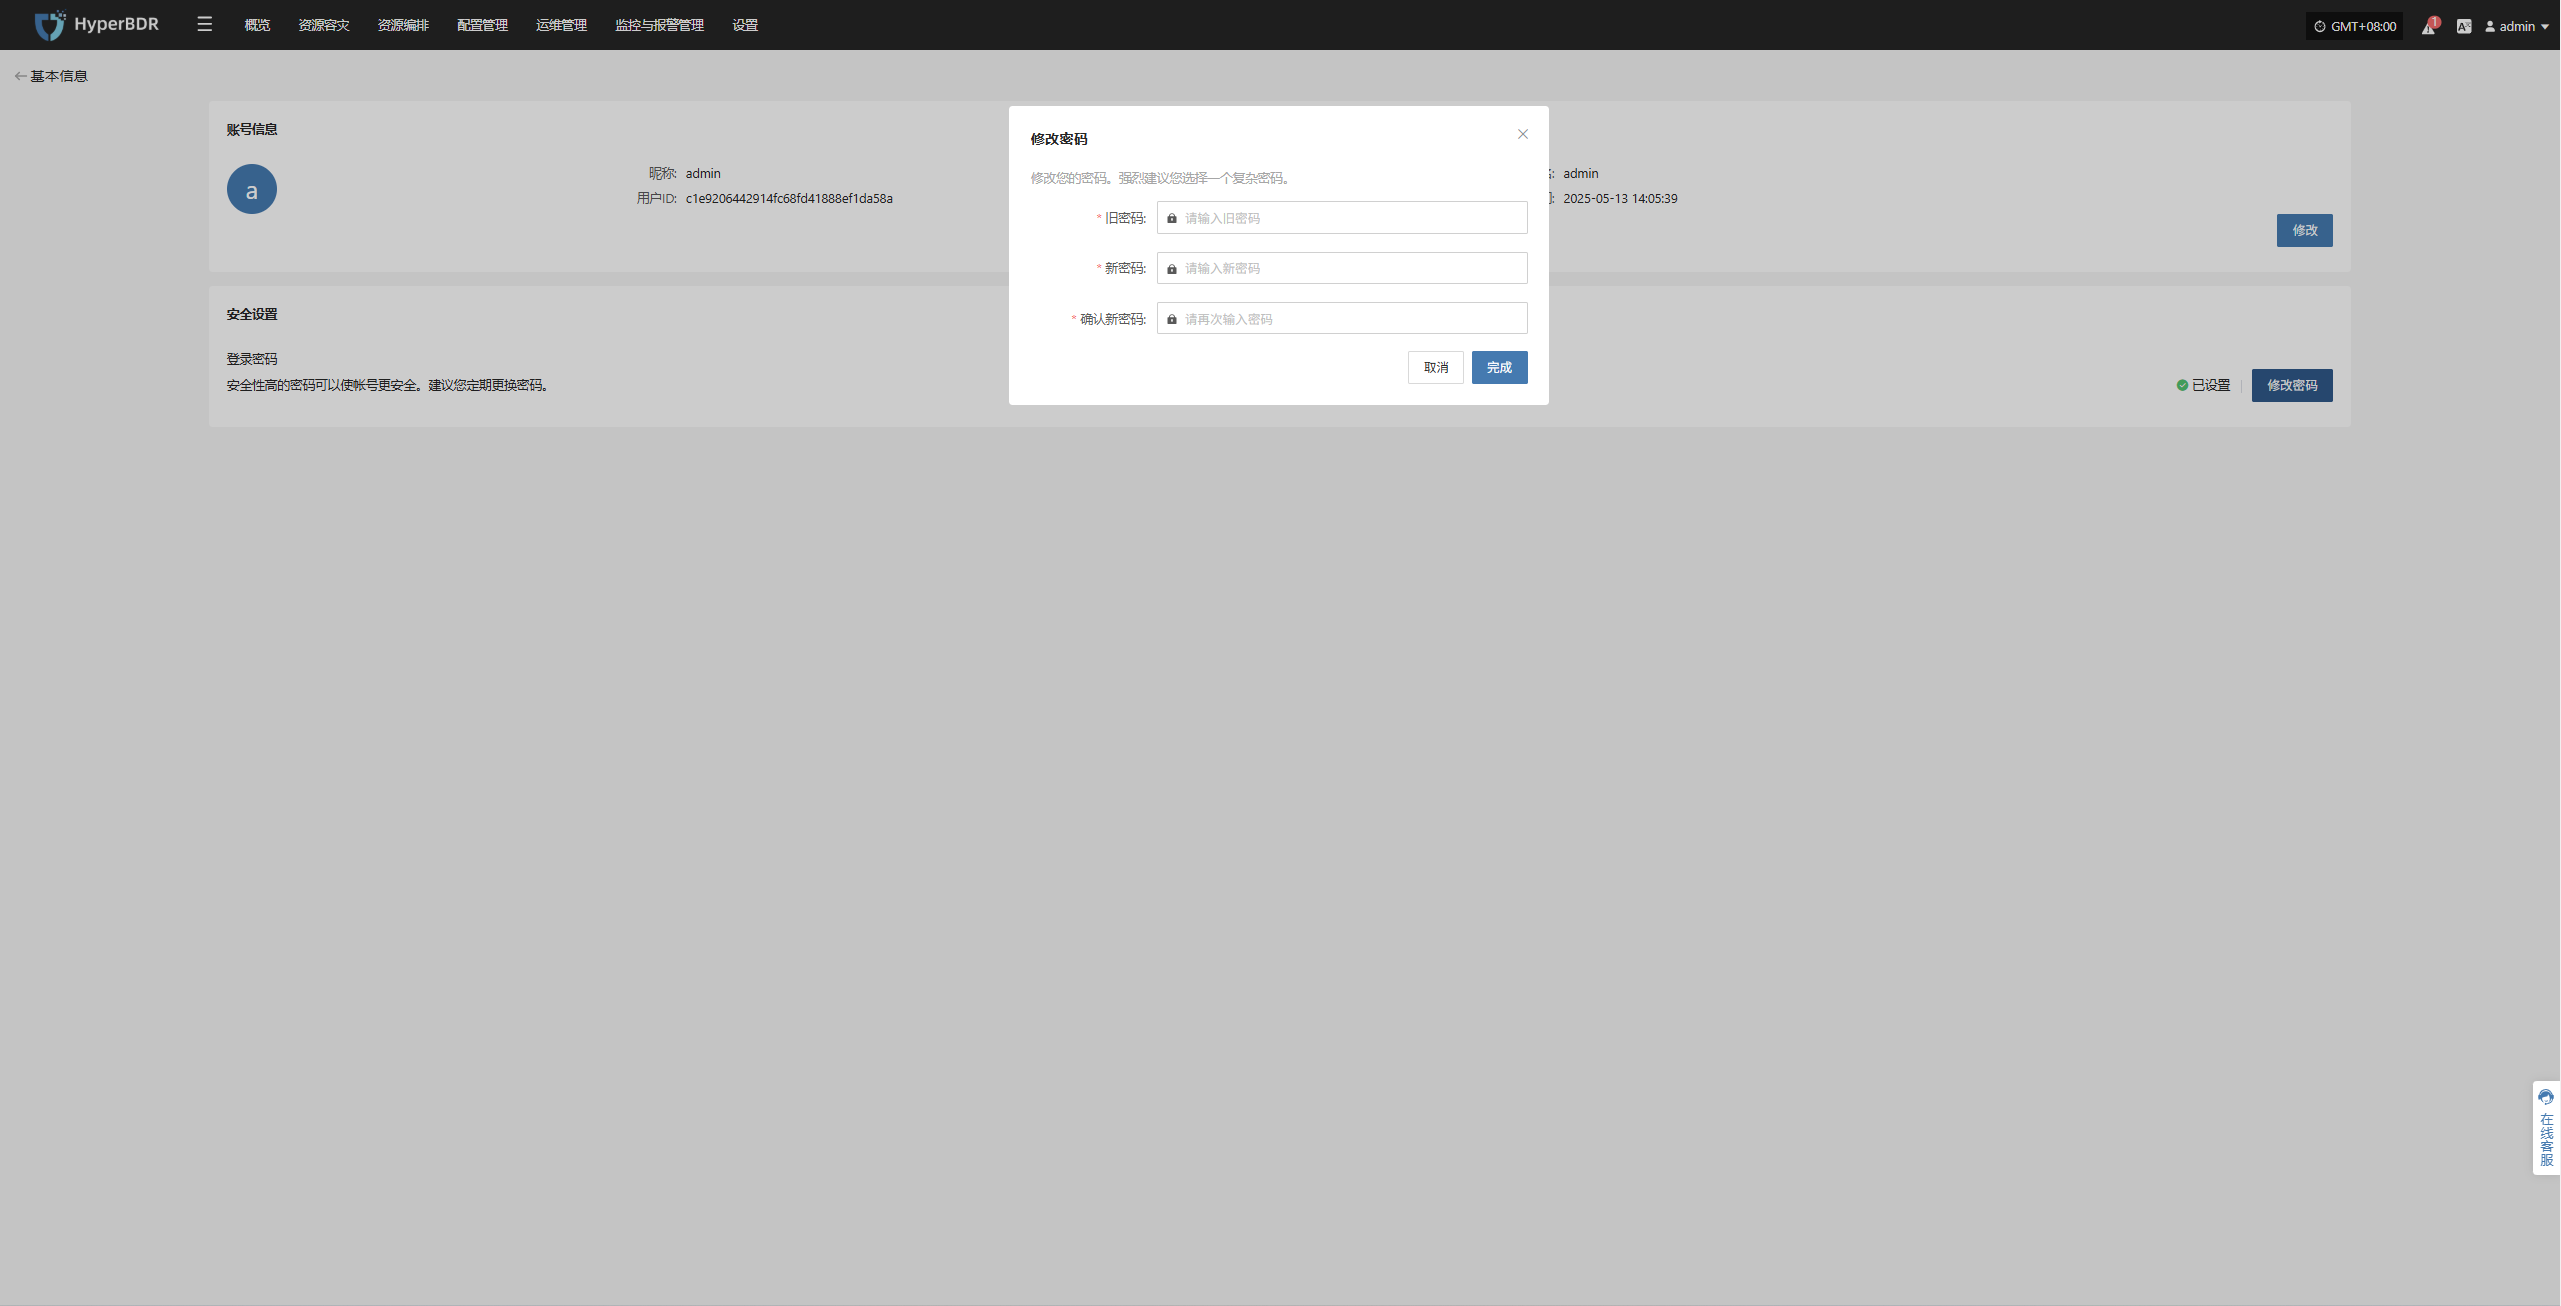 HyperBDR 概览 资源容灾 资源编排 配置管理 运维管理 监控与报警管理 设置 GMT+08:00 1 admin
基本信息
账号信息
a
昵称: admin
用户ID: c1e9206442914fc68fd41888ef1da58a
admin
2025-05-13 14:05:39
修改
安全设置
登录密码
安全性高的密码可以使帐号更安全。建议您定期更换密码。
已设置
修改密码
修改密码
修改您的密码。强烈建议您选择一个复杂密码。
* 旧密码: 请输入旧密码
* 新密码: 请输入新密码
* 确认新密码: 请再次输入密码
取消 完成
在线客服